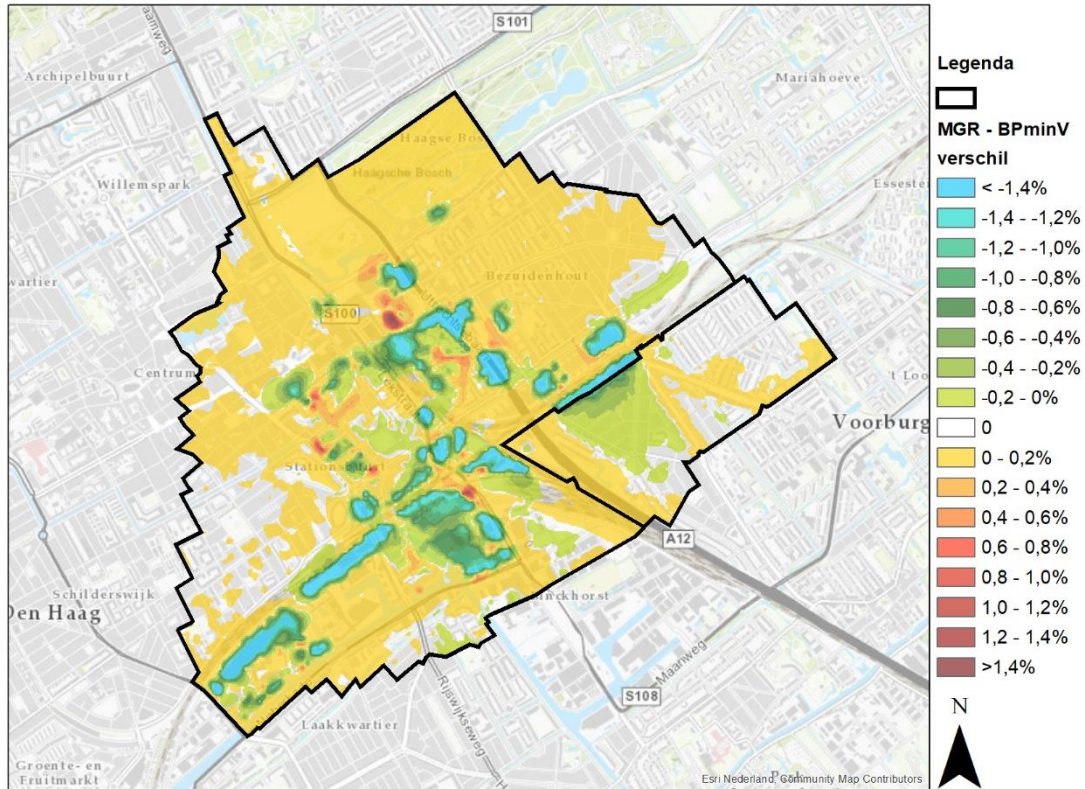 S101
Archipelbuurt
Mariahoeve
Haagse Bos
Haagsche Bosch
Willemspark
Bezuidenhout
S100
Centrum
't Loo
Voorburg
Stationsbuurt
A12
Schilderswijk
Den Haag
Maanweg
S108
Laakkwartier
Rijswijkseweg
Groente- en
Fruitmarkt
Esri Nederland, Community Map Contributors
Legenda
MGR - BPminV
verschil
< -1,4%
-1,4 - -1,2%
-1,2 - -1,0%
-1,0 - -0,8%
-0,8 - -0,6%
-0,6 - -0,4%
-0,4 - -0,2%
-0,2 - 0%
0
0 - 0,2%
0,2 - 0,4%
0,4 - 0,6%
0,6 - 0,8%
0,8 - 1,0%
1,0 - 1,2%
1,2 - 1,4%
>1,4%
N